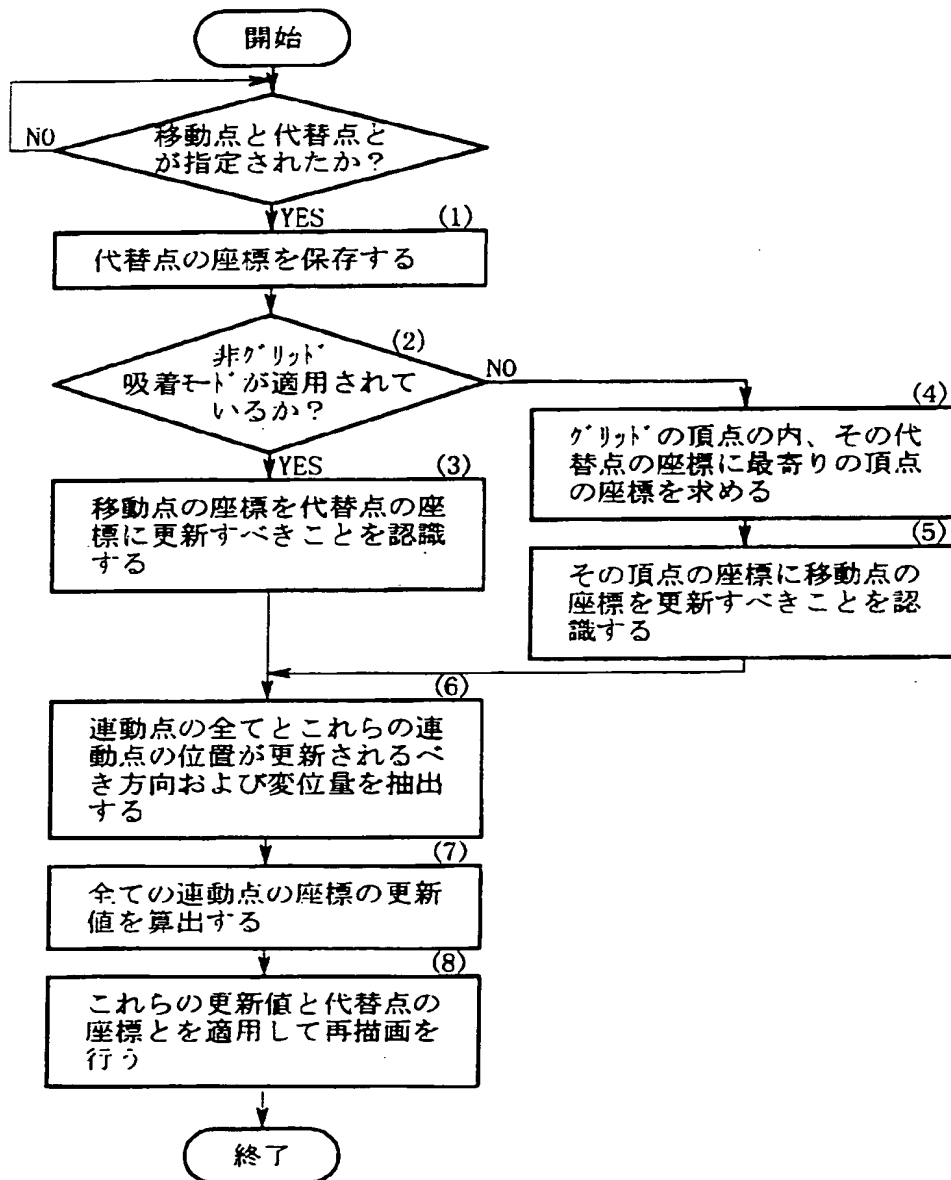 開始
移動点と代替点と
が指定されたか？
NO
YES
(1)
代替点の座標を保存する
(2)
非ｸﾞﾘｯﾄﾞ
吸着ﾓｰﾄﾞが適用されて
いるか？
NO
YES
(3)
移動点の座標を代替点の座
標に更新すべきことを認識
する
(4)
ｸﾞﾘｯﾄﾞの頂点の内、その代
替点の座標に最寄りの頂点
の座標を求める
(5)
その頂点の座標に移動点の
座標を更新すべきことを認
識する
(6)
連動点の全てとこれらの連
動点の位置が更新されるべ
き方向および変位量を抽出
する
(7)
全ての連動点の座標の更新
値を算出する
(8)
これらの更新値と代替点の
座標とを適用して再描画を
行う
終了